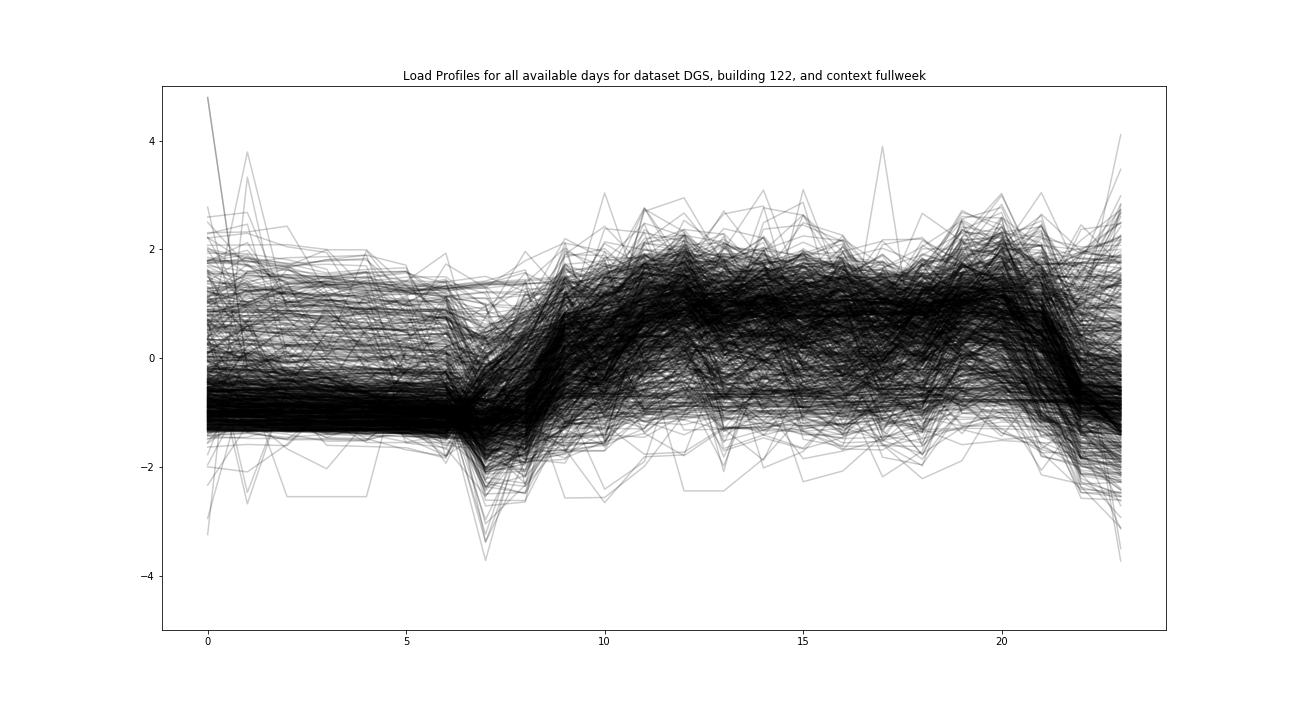 Load Profiles for all available days for dataset DGS, building 122, and context fullweek
4
2
0
−2
−4
0 5 10 15 20